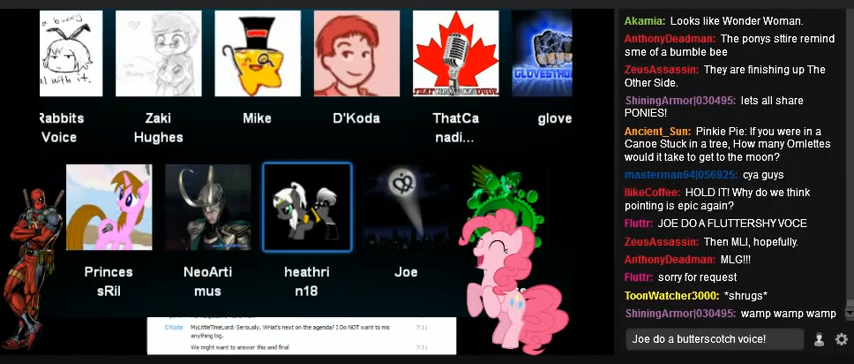 a bunny
al with it.
Rabbits
Voice
Zaki
Hughes
Mike
D'Koda
THATCANADIANDUDE
ThatCa
nadi...
glove
Princes
sRil
NeoArti
mus
heathri
n18
Joe
D'Koda MyLittleTimeLord: Seriously, WHat's next on the agenda? I Do NOT want to mis 7/11
anything big.
We might want to answer this and final 7/11
Akamia: Looks like Wonder Woman.
AnthonyDeadman: The ponys sttire remind
sme of a bumble bee
ZeusAssassin: They are finishing up The
Other Side.
ShiningArmor|030495: lets all share
PONIES!
Ancient_Sun: Pinkie Pie: If you were in a
Canoe Stuck in a tree, How many Omlettes
would it take to get to the moon?
masterman64|056925: cya guys
IlikeCoffee: HOLD IT! Why do we think
pointing is epic again?
Fluttr: JOE DO A FLUTTERSHY VOCE
ZeusAssassin: Then MLI, hopefully.
AnthonyDeadman: MLG!!!
Fluttr: sorry for request
ToonWatcher3000: *shrugs*
ShiningArmor|030495: wamp wamp wamp
Joe do a butterscotch voice!